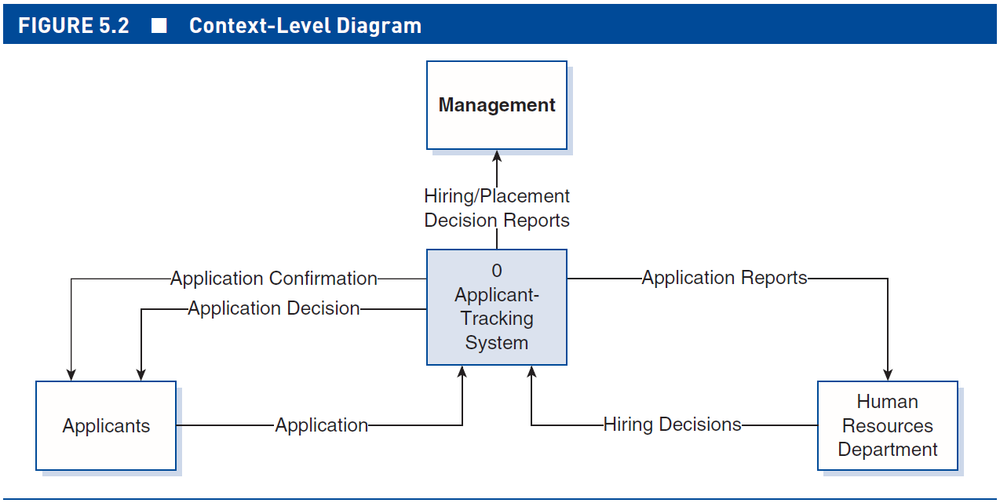 FIGURE 5.2 ■ Context-Level Diagram
Management
Hiring/Placement
Decision Reports
0
Applicant-
Tracking
System
Application Confirmation
Application Decision
Application Reports
Applicants
Application
Hiring Decisions
Human
Resources
Department